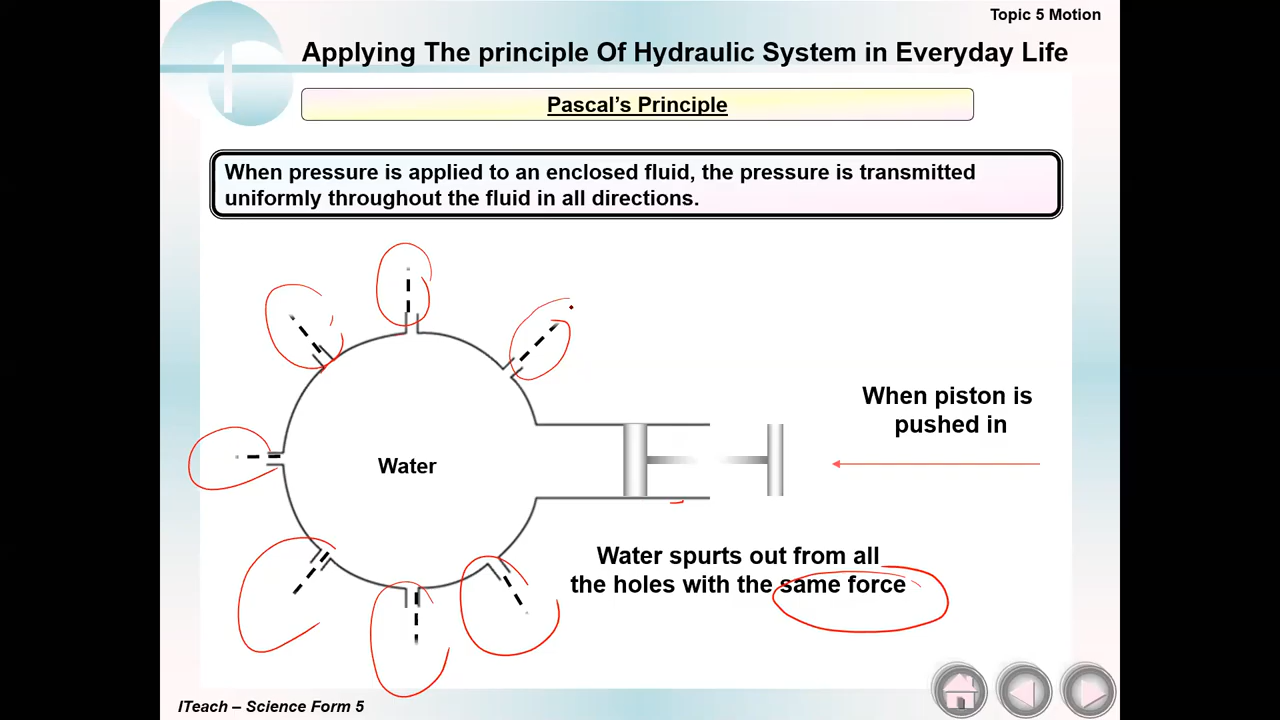 Topic 5 Motion
Applying The principle Of Hydraulic System in Everyday Life
Pascal's Principle
When pressure is applied to an enclosed fluid, the pressure is transmitted
uniformly throughout the fluid in all directions.
When piston is
pushed in
Water
Water spurts out from all
the holes with the same force
ITeach – Science Form 5